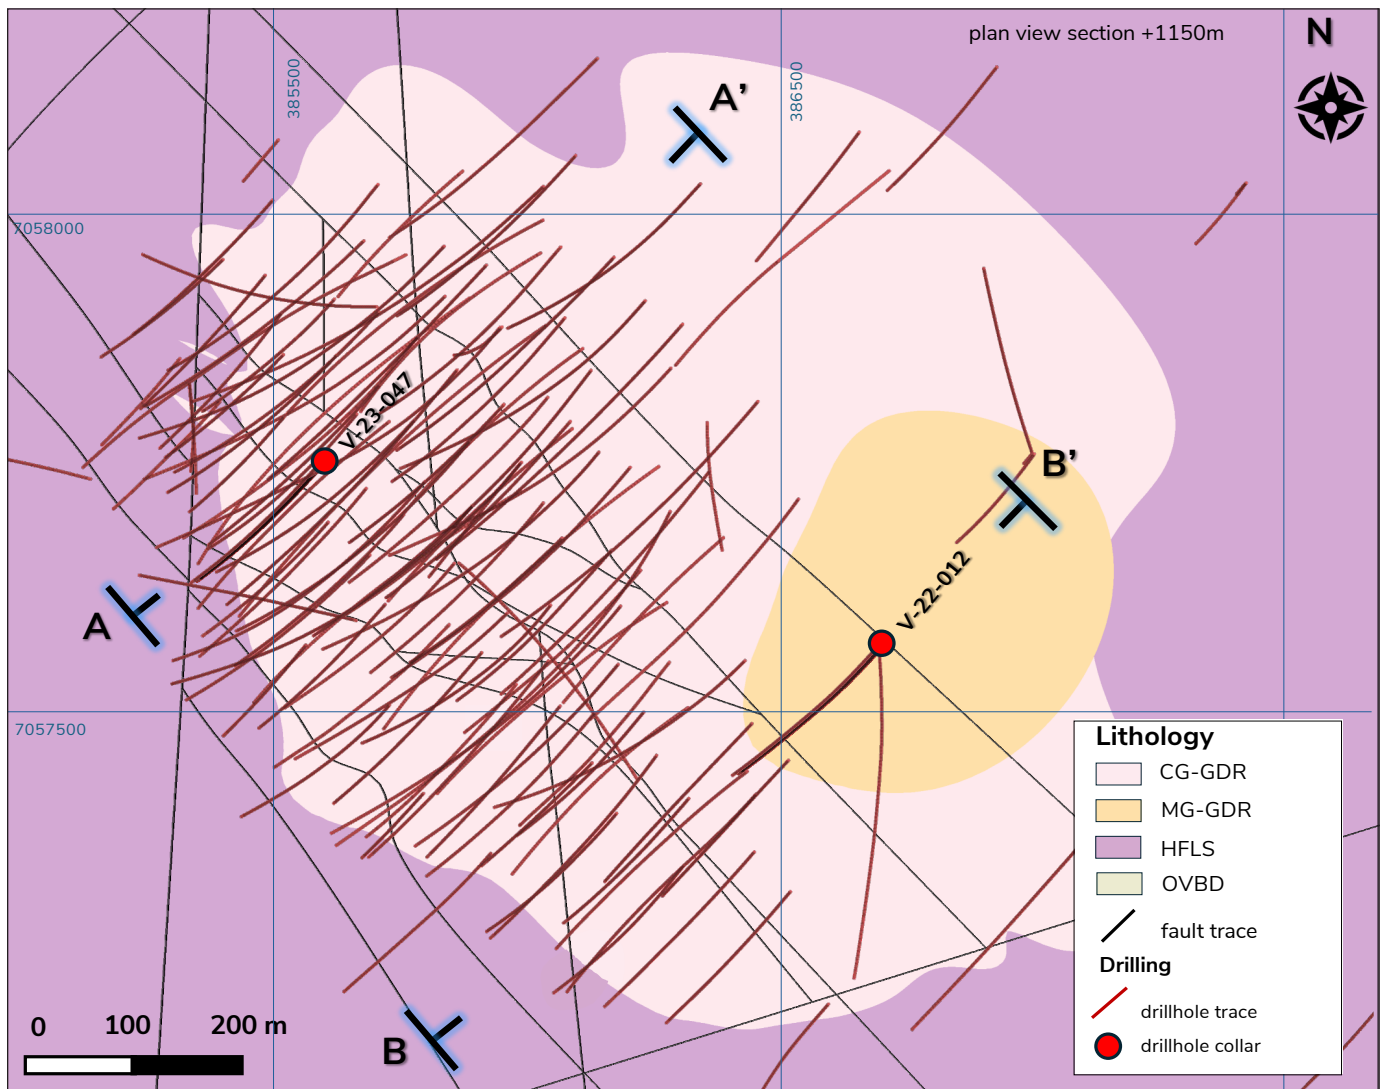 plan view section +1150m
N
385500
386500
A’
7058000
V-23-047
B’
V-22-012
A
7057500
B
0 100 200 m
Lithology
CG-GDR
MG-GDR
HFLS
OVBD
fault trace
Drilling
drillhole trace
drillhole collar